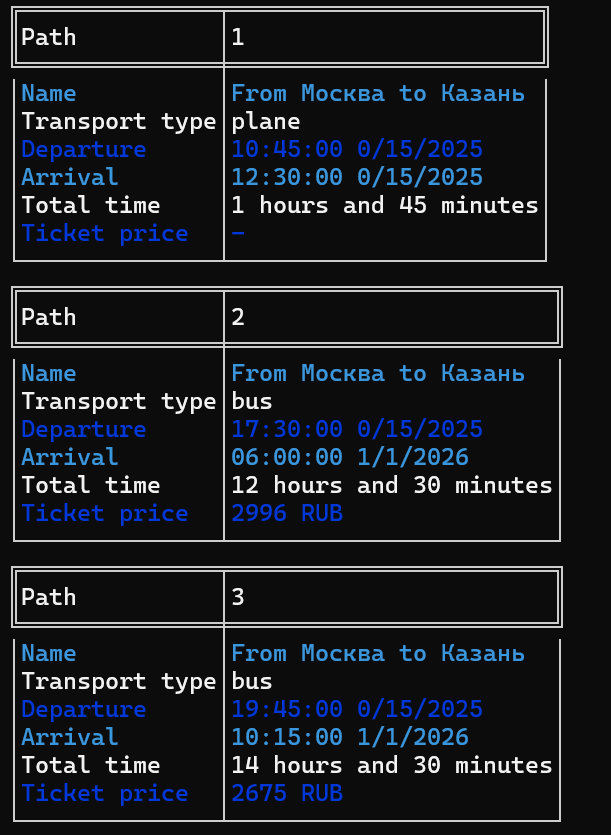 Path 1
Name From Москва to Казань
Transport type plane
Departure 10:45:00 0/15/2025
Arrival 12:30:00 0/15/2025
Total time 1 hours and 45 minutes
Ticket price -
Path 2
Name From Москва to Казань
Transport type bus
Departure 17:30:00 0/15/2025
Arrival 06:00:00 1/1/2026
Total time 12 hours and 30 minutes
Ticket price 2996 RUB
Path 3
Name From Москва to Казань
Transport type bus
Departure 19:45:00 0/15/2025
Arrival 10:15:00 1/1/2026
Total time 14 hours and 30 minutes
Ticket price 2675 RUB